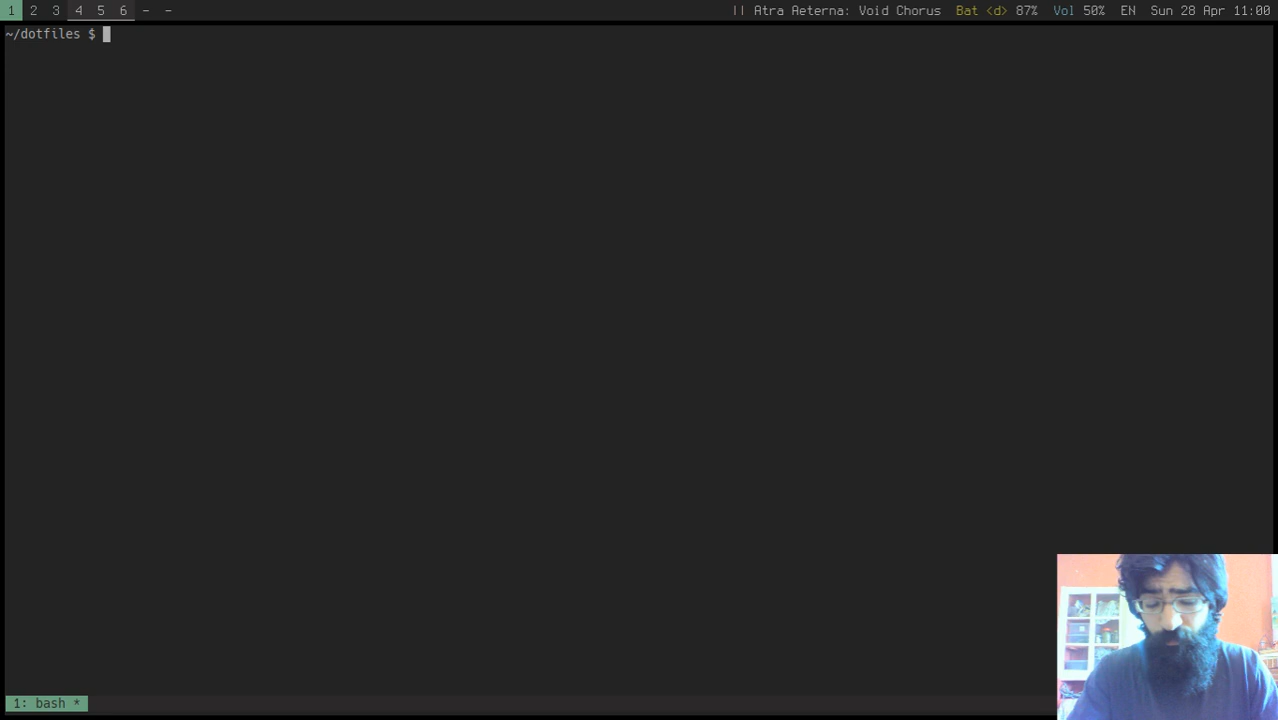 1 2 3 4 5 6 - - || Atra Aeterna: Void Chorus Bat <d> 87% Vol 50% EN Sun 28 Apr 11:00
~/dotfiles $
1: bash *